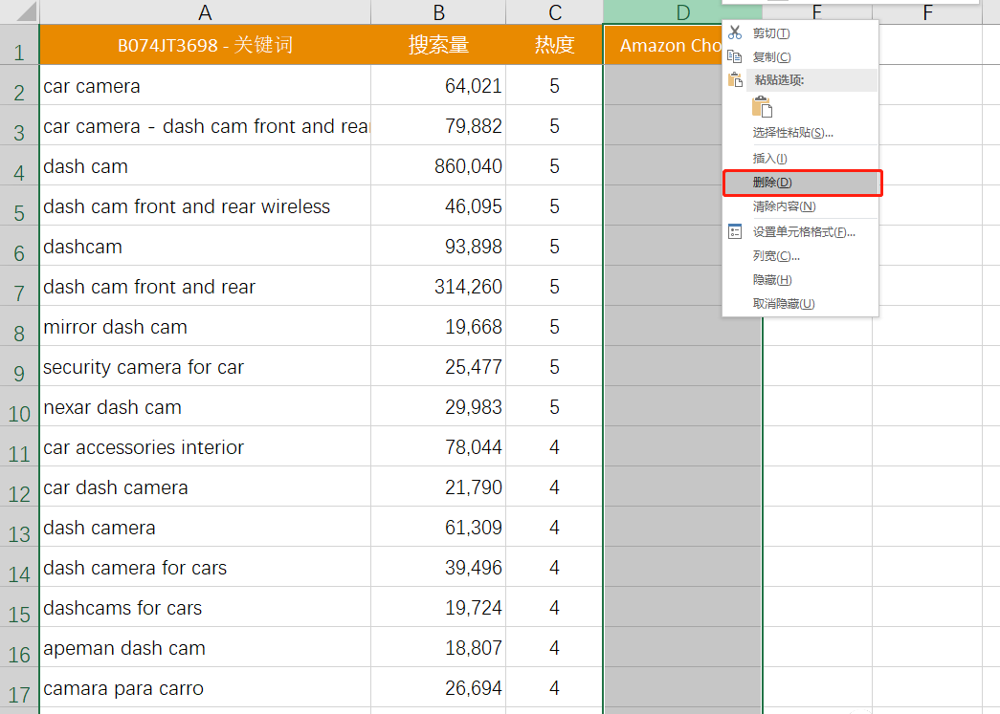 A B C D E F
1 B074JT3698 - 关键词 搜索量 热度 Amazon Cho
2 car camera 64,021 5
3 car camera - dash cam front and rear 79,882 5
4 dash cam 860,040 5
5 dash cam front and rear wireless 46,095 5
6 dashcam 93,898 5
7 dash cam front and rear 314,260 5
8 mirror dash cam 19,668 5
9 security camera for car 25,477 5
10 nexar dash cam 29,983 5
11 car accessories interior 78,044 4
12 car dash camera 21,790 4
13 dash camera 61,309 4
14 dash camera for cars 39,496 4
15 dashcams for cars 19,724 4
16 apeman dash cam 18,807 4
17 camara para carro 26,694 4
剪切(T)
复制(C)
粘贴选项:
选择性粘贴(S)...
插入(I)
删除(D)
清除内容(N)
设置单元格格式(F)...
列宽(C)...
隐藏(H)
取消隐藏(U)